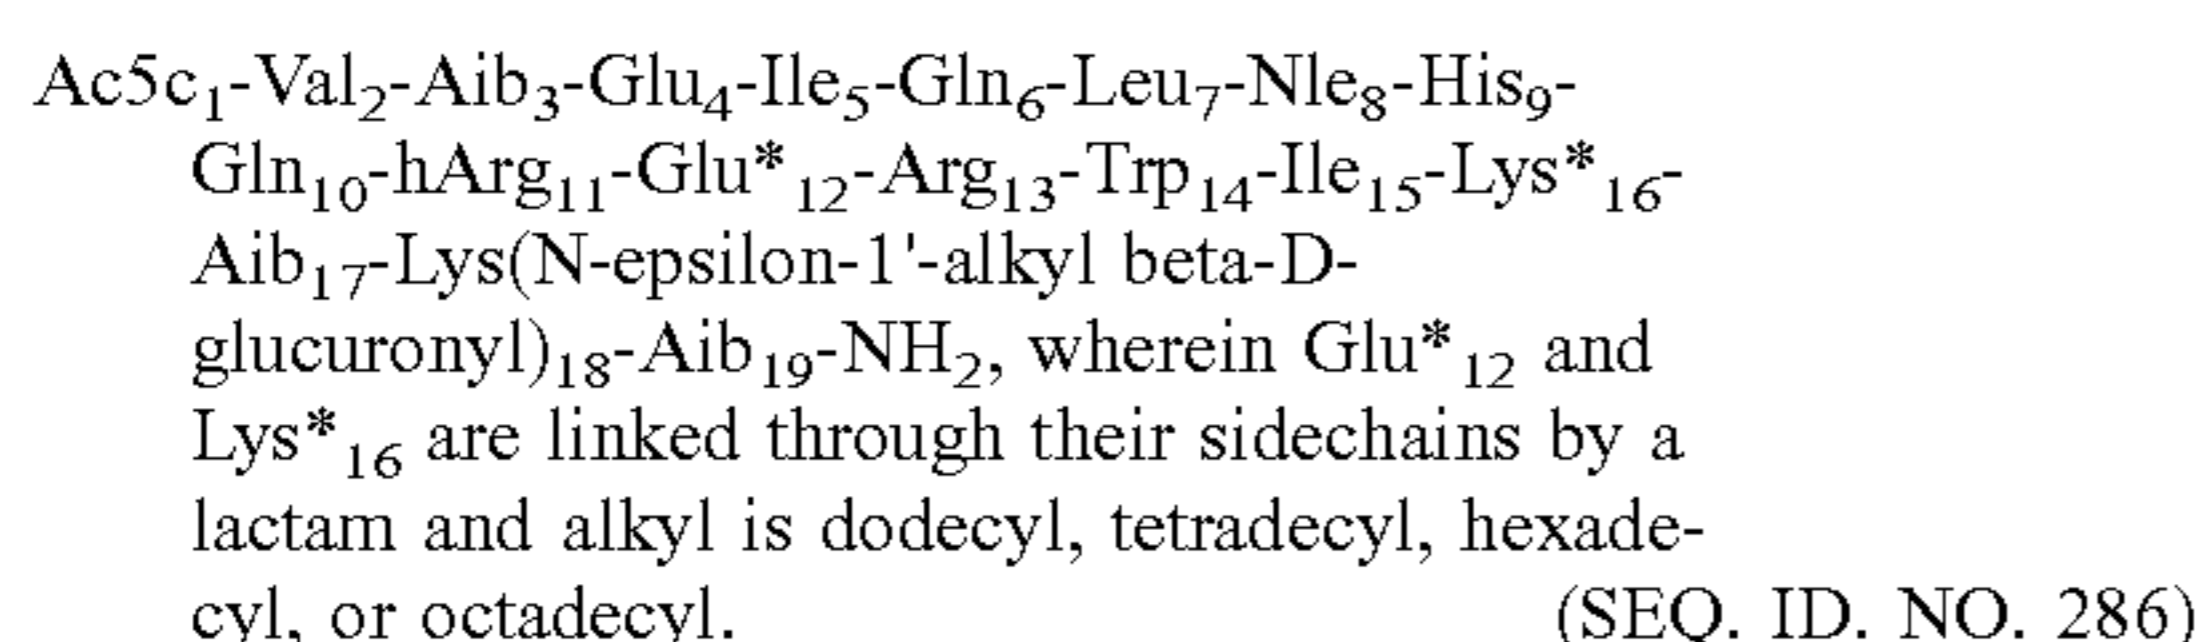 Ac5c₁-Val₂-Aib₃-Glu₄-Ile₅-Gln₆-Leu₇-Nle₈-His₉-
Gln₁₀-hArg₁₁-Glu*₁₂-Arg₁₃-Trp₁₄-Ile₁₅-Lys*₁₆-
Aib₁₇-Lys(N-epsilon-1'-alkyl beta-D-
glucuronyl)₁₈-Aib₁₉-NH₂, wherein Glu*₁₂ and
Lys*₁₆ are linked through their sidechains by a
lactam and alkyl is dodecyl, tetradecyl, hexade-
cyl, or octadecyl. (SEQ. ID. NO. 286)